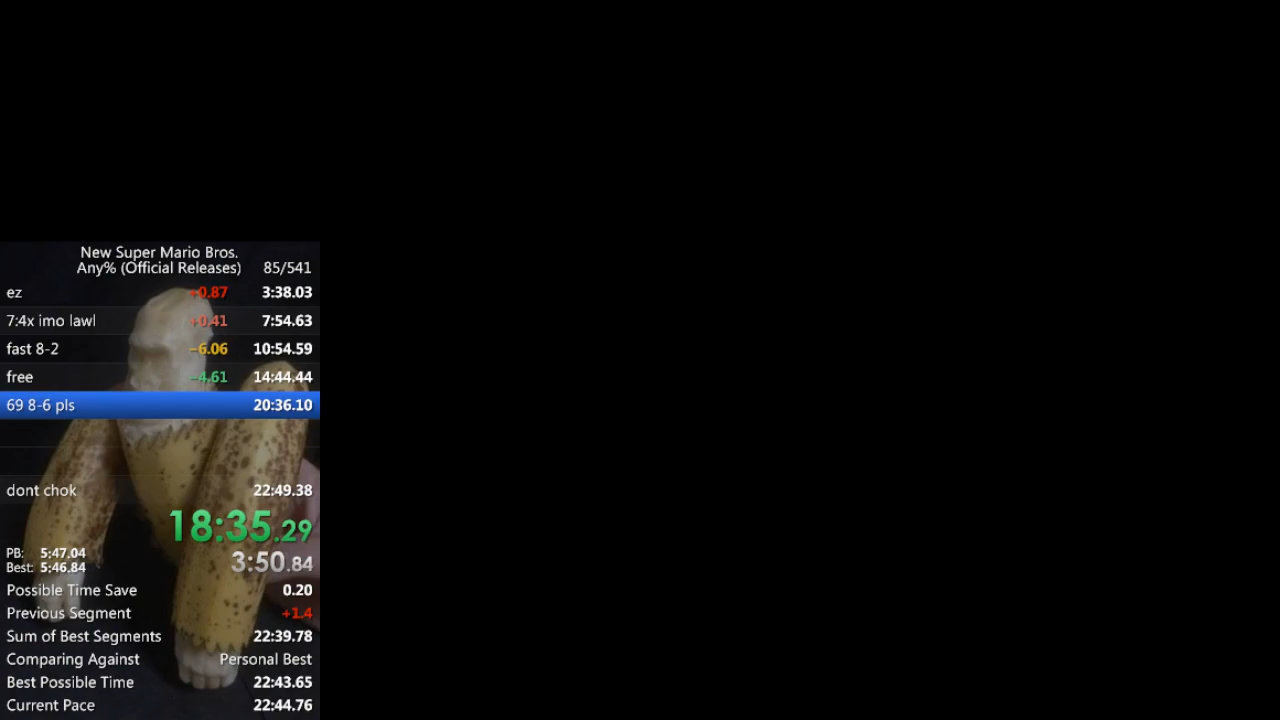 New Super Mario Bros.
Any% (Official Releases) 85/541
ez +0.87 3:38.03
7:4x imo lawl +0.41 7:54.63
fast 8-2 −6.06 10:54.59
free −4.61 14:44.44
69 8-6 pls 20:36.10
dont chok 22:49.38
18:35.29
PB: 5:47.04
Best: 5:46.84
3:50.84
Possible Time Save 0.20
Previous Segment +1.4
Sum of Best Segments 22:39.78
Comparing Against Personal Best
Best Possible Time 22:43.65
Current Pace 22:44.76